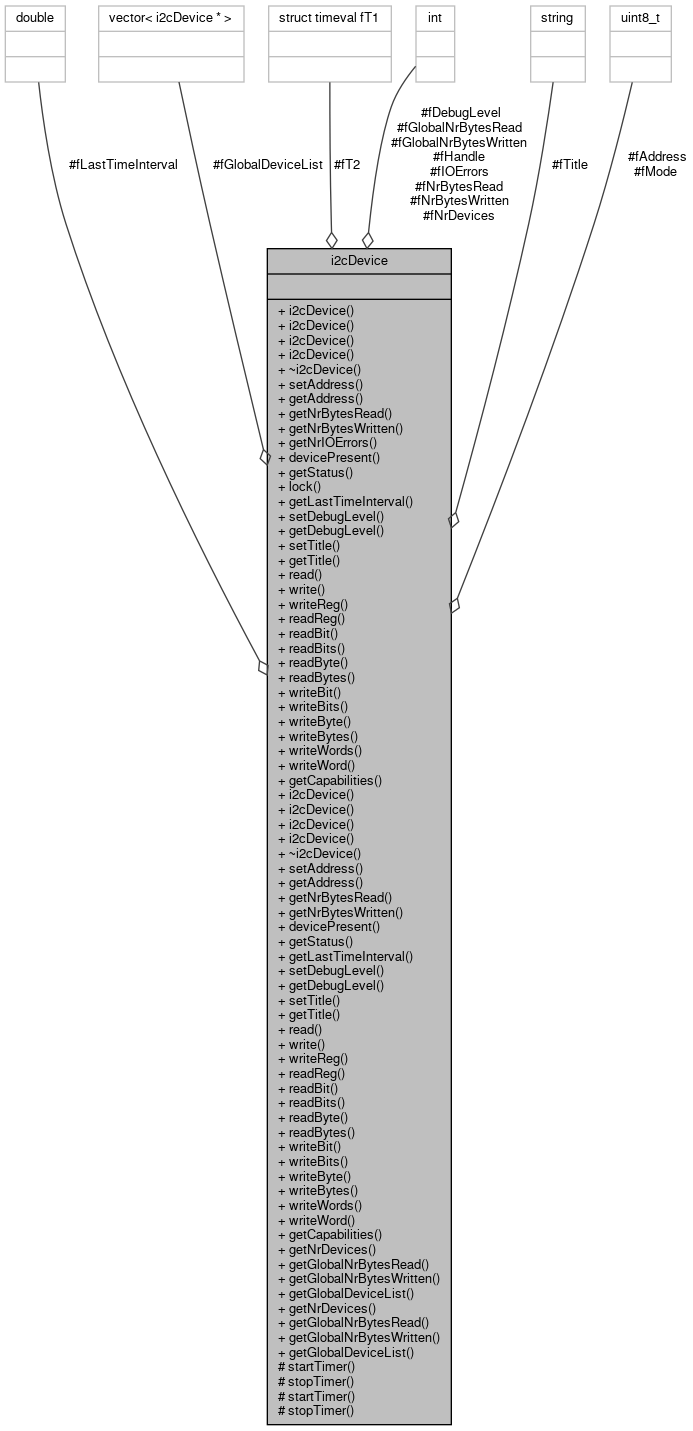 double
vector< i2cDevice * >
struct timeval fT1
int
string
uint8_t
#fLastTimeInterval
#fGlobalDeviceList
#fT2
#fDebugLevel
#fGlobalNrBytesRead
#fGlobalNrBytesWritten
#fHandle
#fIOErrors
#fNrBytesRead
#fNrBytesWritten
#fNrDevices
#fTitle
#fAddress
#fMode
i2cDevice
+ i2cDevice()
+ i2cDevice()
+ i2cDevice()
+ i2cDevice()
+ ~i2cDevice()
+ setAddress()
+ getAddress()
+ getNrBytesRead()
+ getNrBytesWritten()
+ getNrIOErrors()
+ devicePresent()
+ getStatus()
+ lock()
+ getLastTimeInterval()
+ setDebugLevel()
+ getDebugLevel()
+ setTitle()
+ getTitle()
+ read()
+ write()
+ writeReg()
+ readReg()
+ readBit()
+ readBits()
+ readByte()
+ readBytes()
+ writeBit()
+ writeBits()
+ writeByte()
+ writeBytes()
+ writeWords()
+ writeWord()
+ getCapabilities()
+ i2cDevice()
+ i2cDevice()
+ i2cDevice()
+ i2cDevice()
+ ~i2cDevice()
+ setAddress()
+ getAddress()
+ getNrBytesRead()
+ getNrBytesWritten()
+ devicePresent()
+ getStatus()
+ getLastTimeInterval()
+ setDebugLevel()
+ getDebugLevel()
+ setTitle()
+ getTitle()
+ read()
+ write()
+ writeReg()
+ readReg()
+ readBit()
+ readBits()
+ readByte()
+ readBytes()
+ writeBit()
+ writeBits()
+ writeByte()
+ writeBytes()
+ writeWords()
+ writeWord()
+ getCapabilities()
+ getNrDevices()
+ getGlobalNrBytesRead()
+ getGlobalNrBytesWritten()
+ getGlobalDeviceList()
+ getNrDevices()
+ getGlobalNrBytesRead()
+ getGlobalNrBytesWritten()
+ getGlobalDeviceList()
# startTimer()
# stopTimer()
# startTimer()
# stopTimer()